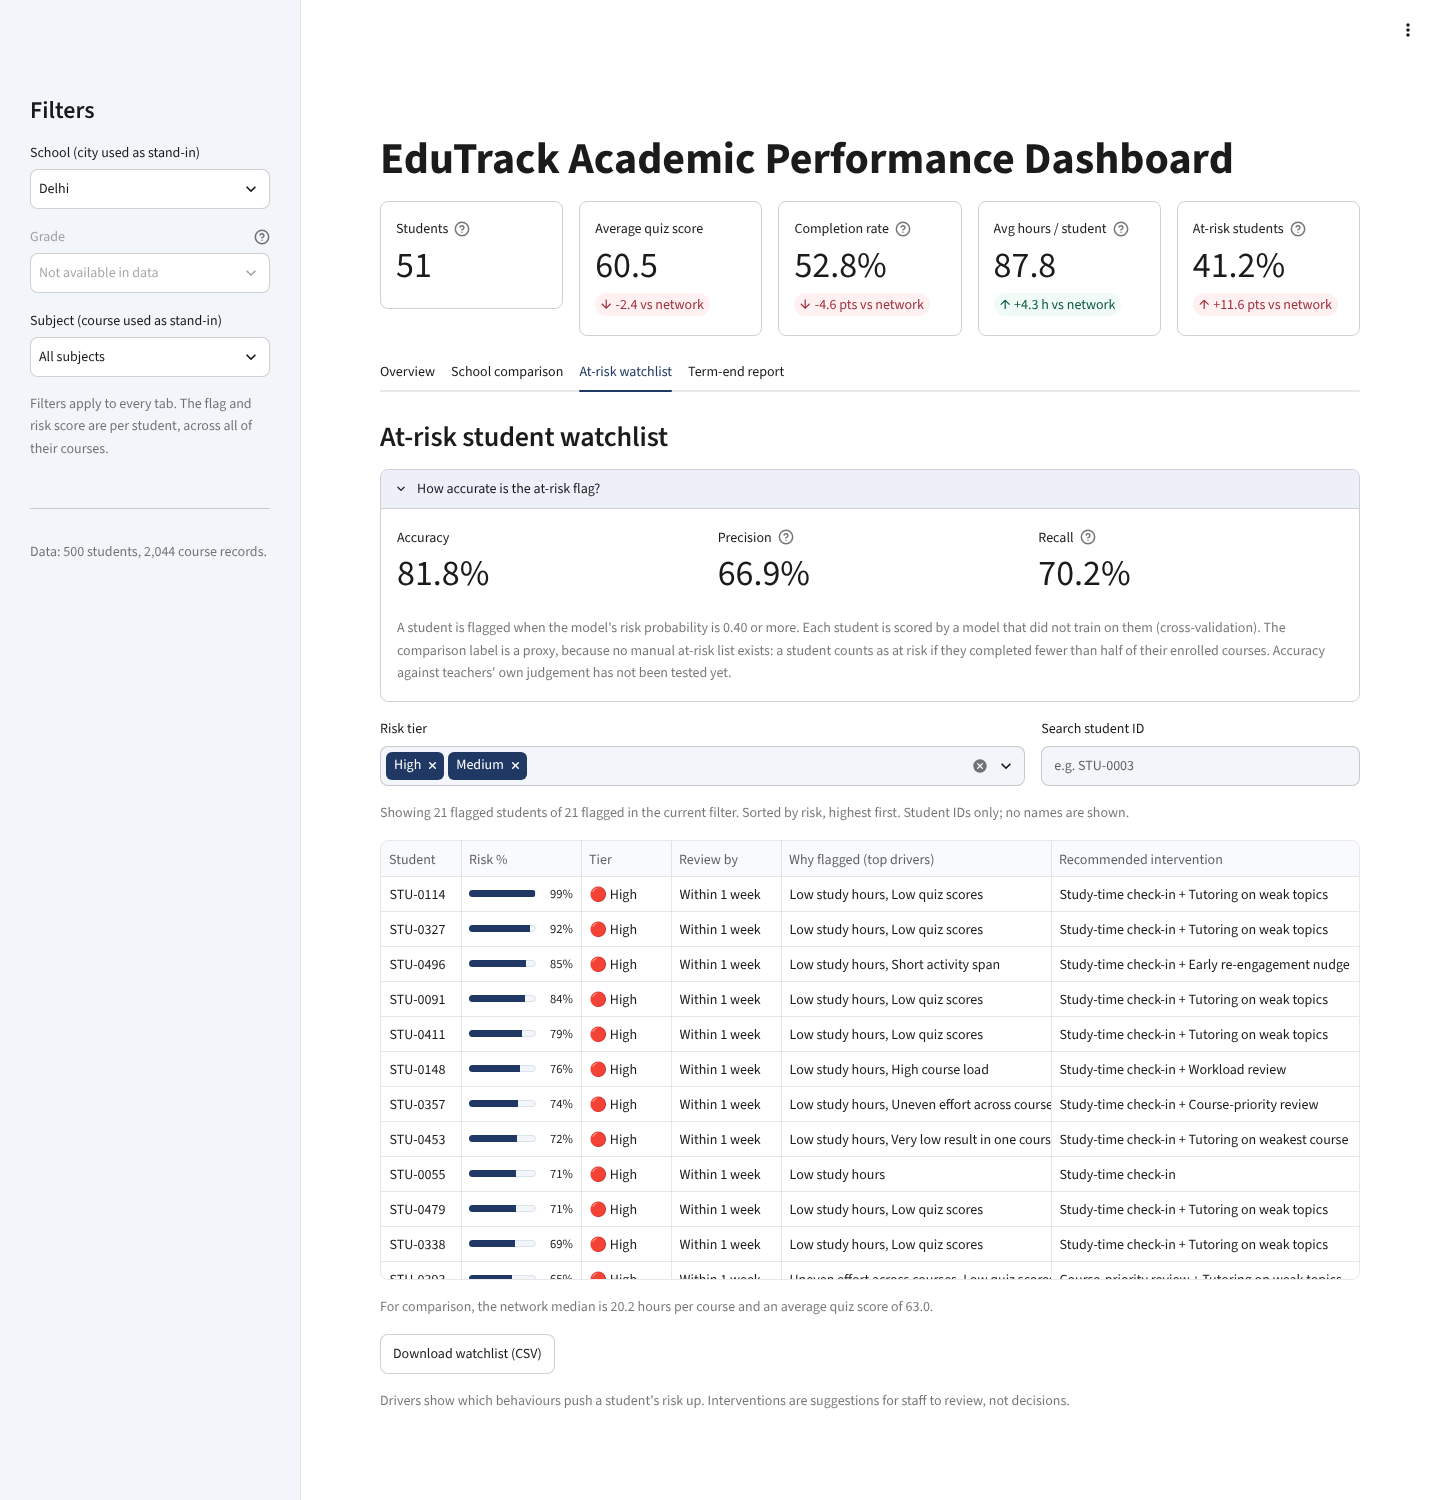 Filters
School (city used as stand-in)
Delhi
Grade
Not available in data
Subject (course used as stand-in)
All subjects
Filters apply to every tab. The flag and
risk score are per student, across all of
their courses.
Data: 500 students, 2,044 course records.
EduTrack Academic Performance Dashboard
Students
51
Average quiz score
60.5
↓ -2.4 vs network
Completion rate
52.8%
↓ -4.6 pts vs network
Avg hours / student
87.8
↑ +4.3 h vs network
At-risk students
41.2%
↑ +11.6 pts vs network
Overview School comparison At-risk watchlist Term-end report
At-risk student watchlist
How accurate is the at-risk flag?
Accuracy
81.8%
Precision
66.9%
Recall
70.2%
A student is flagged when the model's risk probability is 0.40 or more. Each student is scored by a model that did not train on them (cross-validation). The
comparison label is a proxy, because no manual at-risk list exists: a student counts as at risk if they completed fewer than half of their enrolled courses. Accuracy
against teachers' own judgement has not been tested yet.
Risk tier
High × Medium ×
Search student ID
e.g. STU-0003
Showing 21 flagged students of 21 flagged in the current filter. Sorted by risk, highest first. Student IDs only; no names are shown.
Student Risk % Tier Review by Why flagged (top drivers) Recommended intervention
STU-0114 99% High Within 1 week Low study hours, Low quiz scores Study-time check-in + Tutoring on weak topics
STU-0327 92% High Within 1 week Low study hours, Low quiz scores Study-time check-in + Tutoring on weak topics
STU-0496 85% High Within 1 week Low study hours, Short activity span Study-time check-in + Early re-engagement nudge
STU-0091 84% High Within 1 week Low study hours, Low quiz scores Study-time check-in + Tutoring on weak topics
STU-0411 79% High Within 1 week Low study hours, Low quiz scores Study-time check-in + Tutoring on weak topics
STU-0148 76% High Within 1 week Low study hours, High course load Study-time check-in + Workload review
STU-0357 74% High Within 1 week Low study hours, Uneven effort across course Study-time check-in + Course-priority review
STU-0453 72% High Within 1 week Low study hours, Very low result in one cours Study-time check-in + Tutoring on weakest course
STU-0055 71% High Within 1 week Low study hours Study-time check-in
STU-0479 71% High Within 1 week Low study hours, Low quiz scores Study-time check-in + Tutoring on weak topics
STU-0338 69% High Within 1 week Low study hours, Low quiz scores Study-time check-in + Tutoring on weak topics
65% High Within 1 week Uneven effort across courses, Low quiz scores Course-priority review + Tutoring on weak topics
For comparison, the network median is 20.2 hours per course and an average quiz score of 63.0.
Download watchlist (CSV)
Drivers show which behaviours push a student's risk up. Interventions are suggestions for staff to review, not decisions.